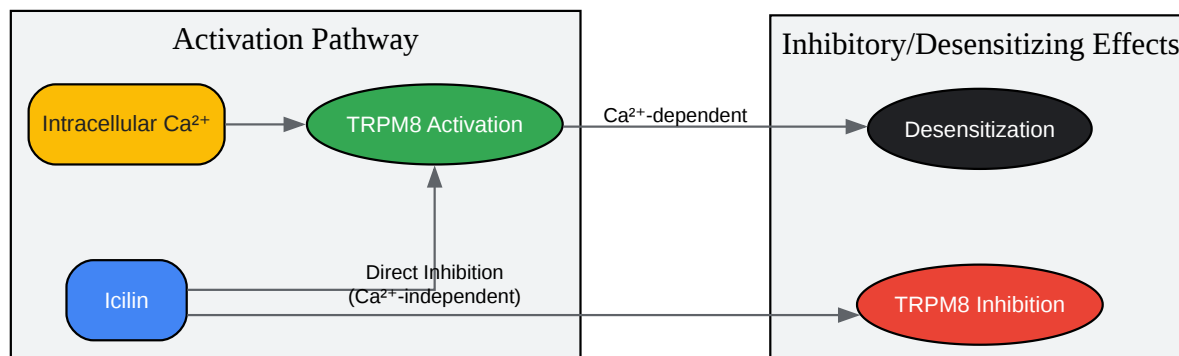 Activation Pathway
Inhibitory/Desensitizing Effects
Intracellular Ca²⁺
TRPM8 Activation
Ca²⁺-dependent
Desensitization
Icilin
Direct Inhibition
(Ca²⁺-independent)
TRPM8 Inhibition